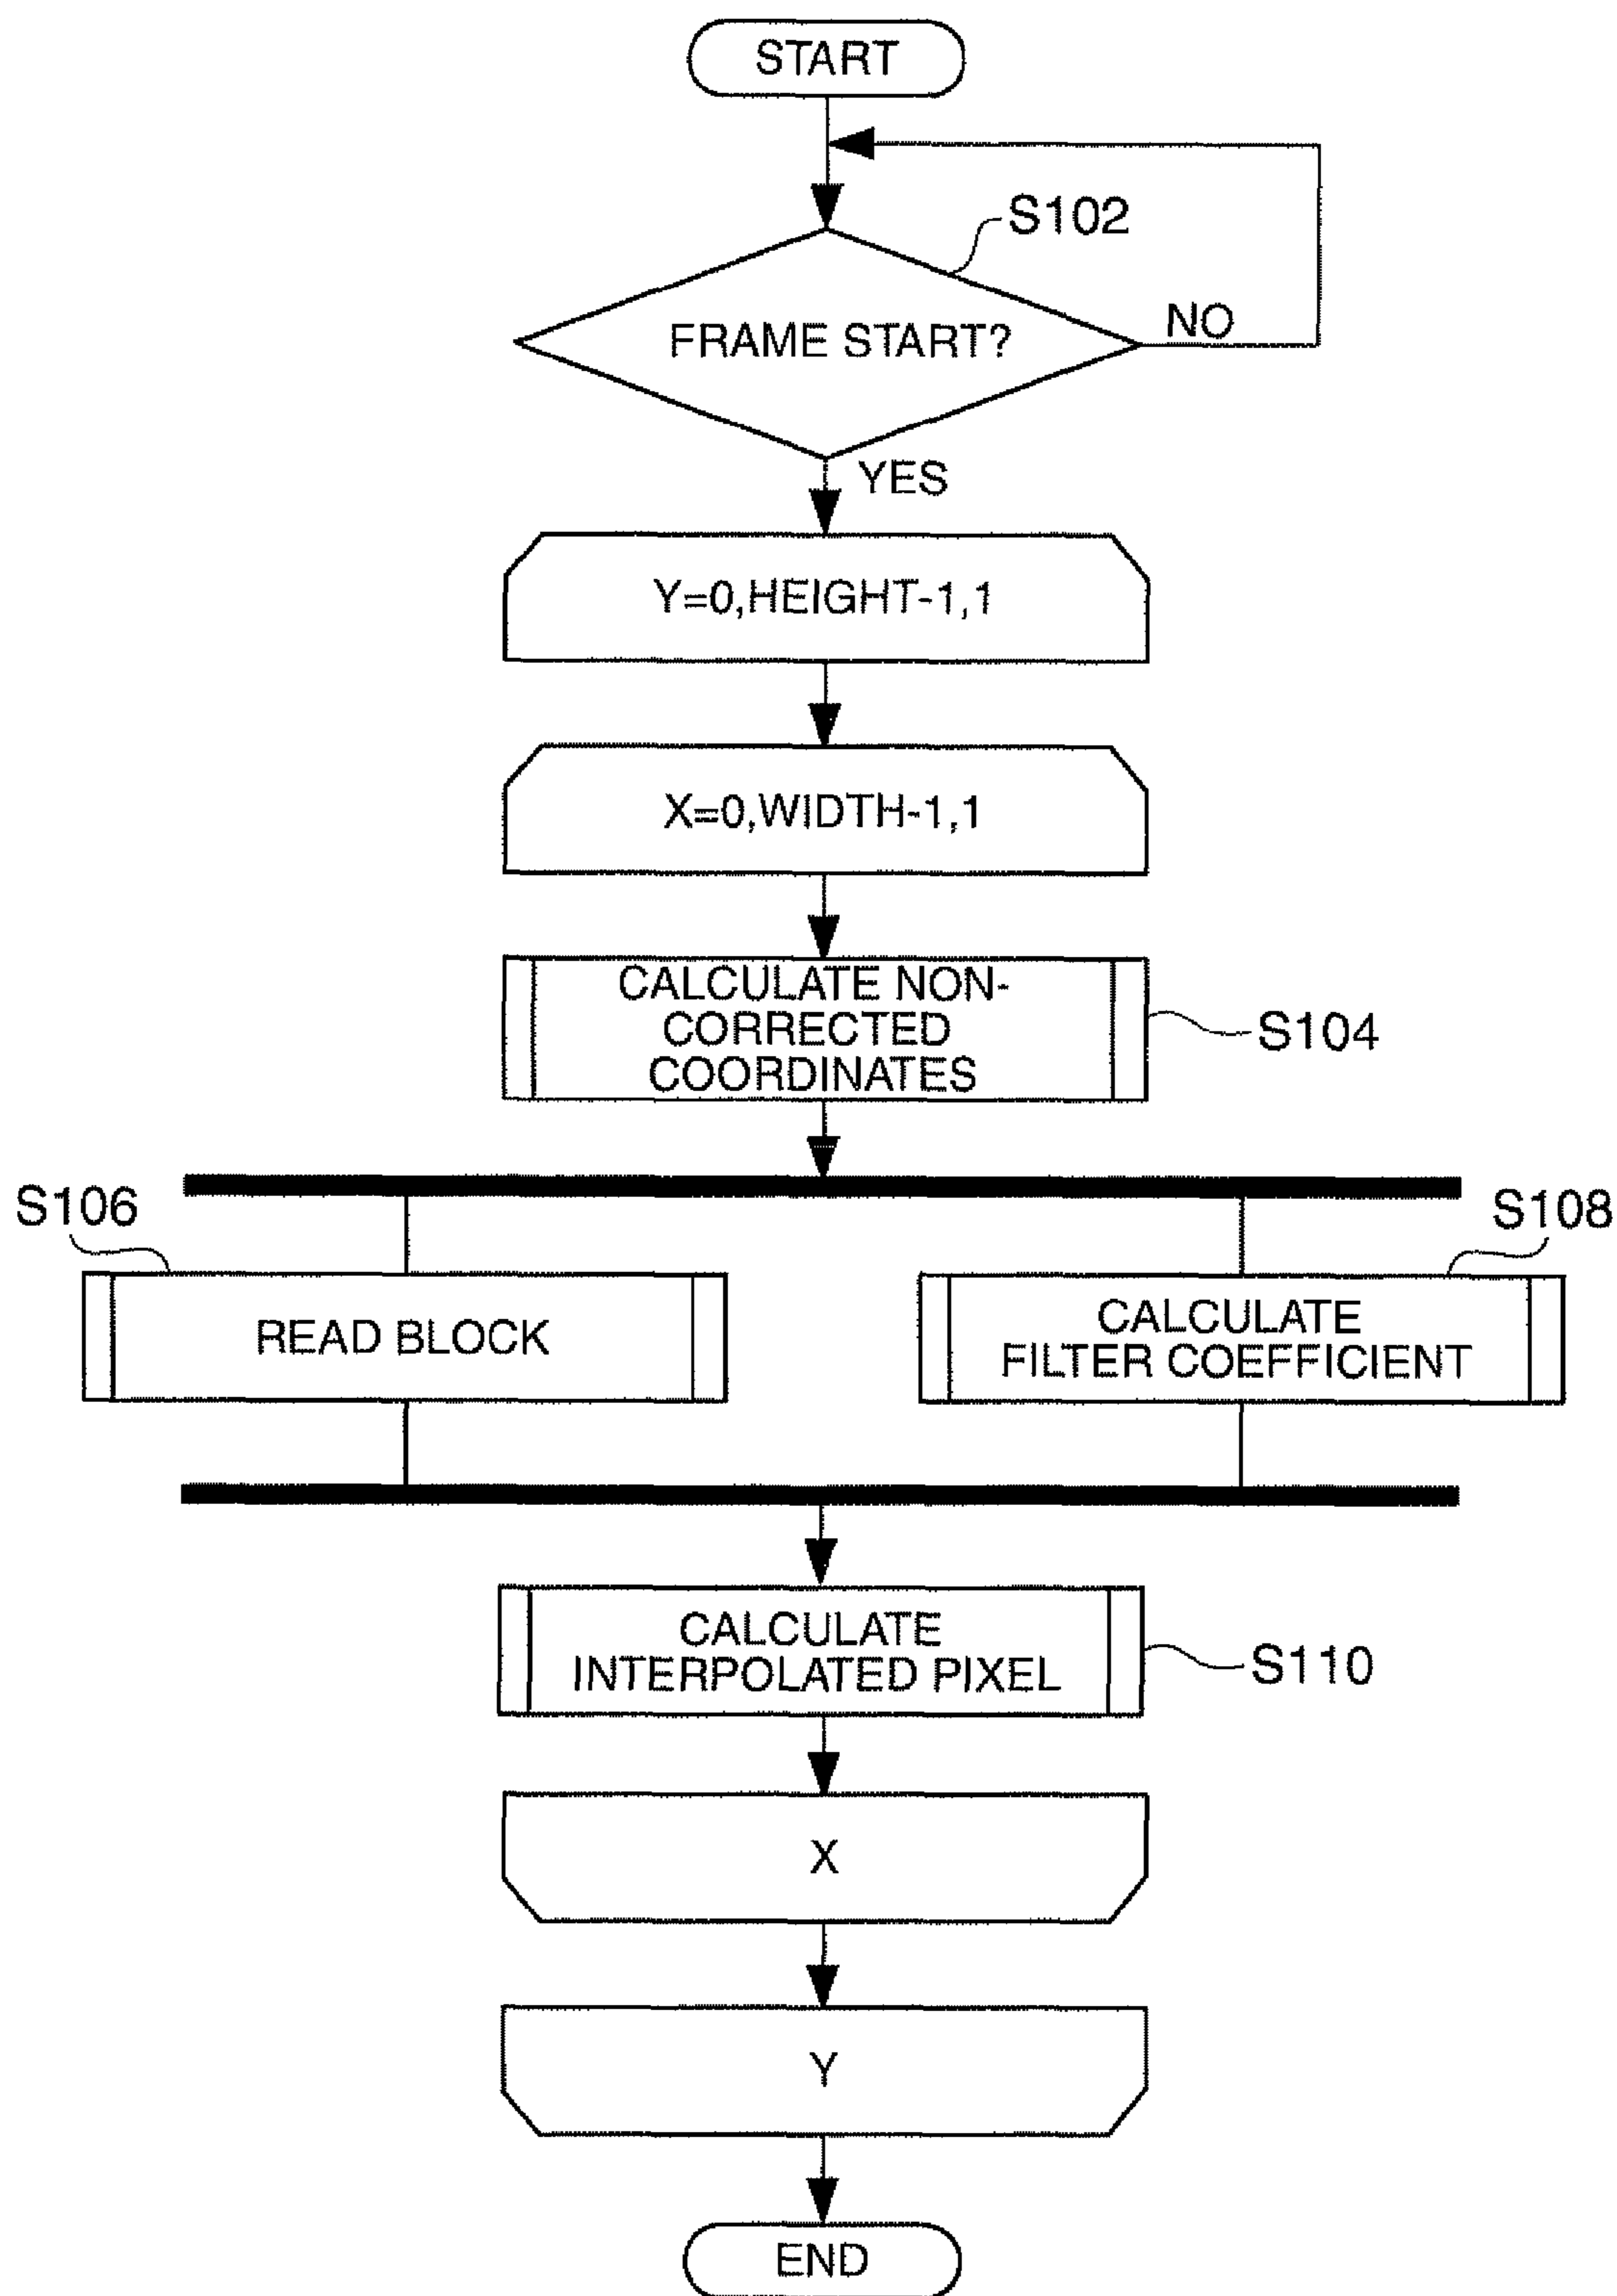 START
S102
FRAME START?
NO
YES
Y=0,HEIGHT-1,1
X=0,WIDTH-1,1
CALCULATE NON-
CORRECTED
COORDINATES
S104
S106
S108
READ BLOCK
CALCULATE
FILTER COEFFICIENT
CALCULATE
INTERPOLATED PIXEL
S110
X
Y
END